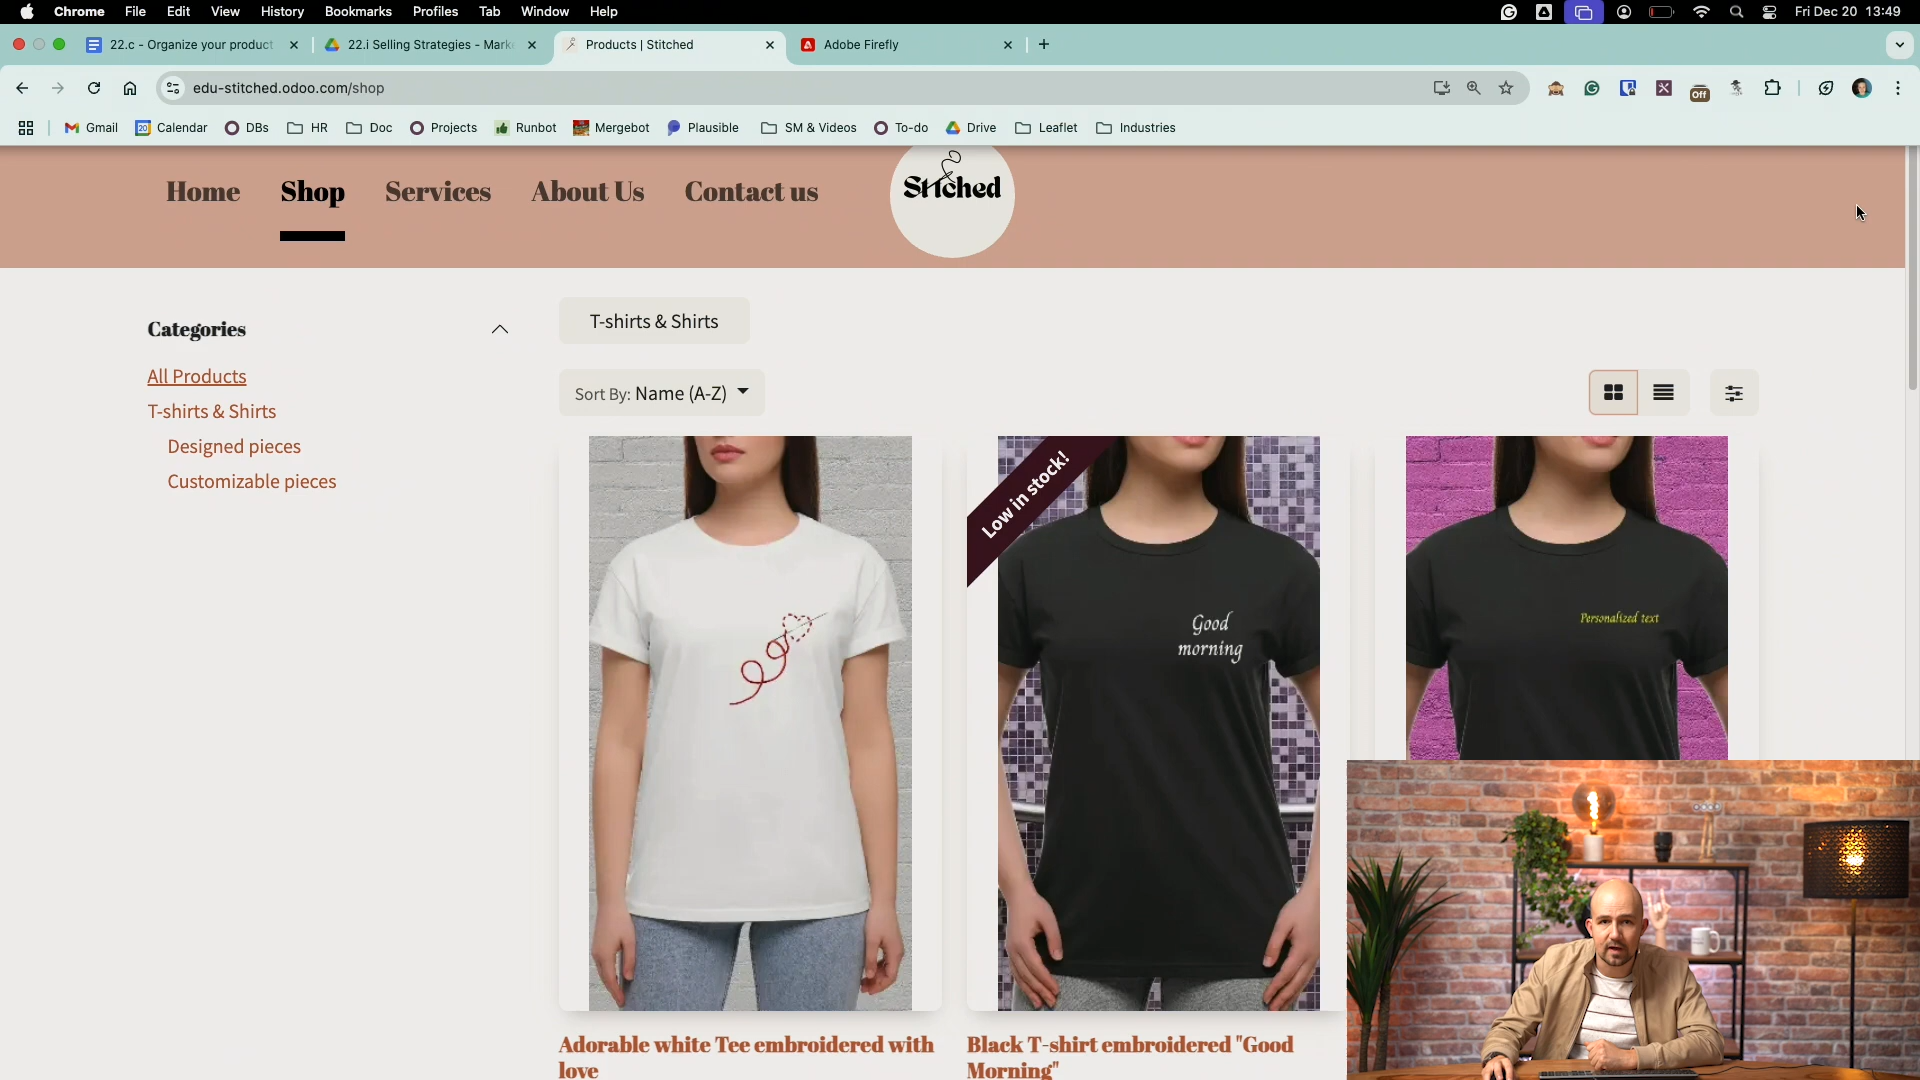 Chrome File Edit View History Bookmarks Profiles Tab Window Help Fri Dec 20 13:49
22.c - Organize your product 22.i Selling Strategies - Mark Products | Stitched Adobe Firefly
edu-stitched.odoo.com/shop
Off
Gmail Calendar DBs HR Doc Projects Runbot Mergebot Plausible SM & Videos To-do Drive Leaflet Industries
Home Shop Services About Us Contact us Stitched
Categories
All Products
T-shirts & Shirts
Designed pieces
Customizable pieces
T-shirts & Shirts
Sort By: Name (A-Z)
Low in stock!
Good
morning
Personalized text
Adorable white Tee embroidered with
love
Black T-shirt embroidered "Good
Morning"